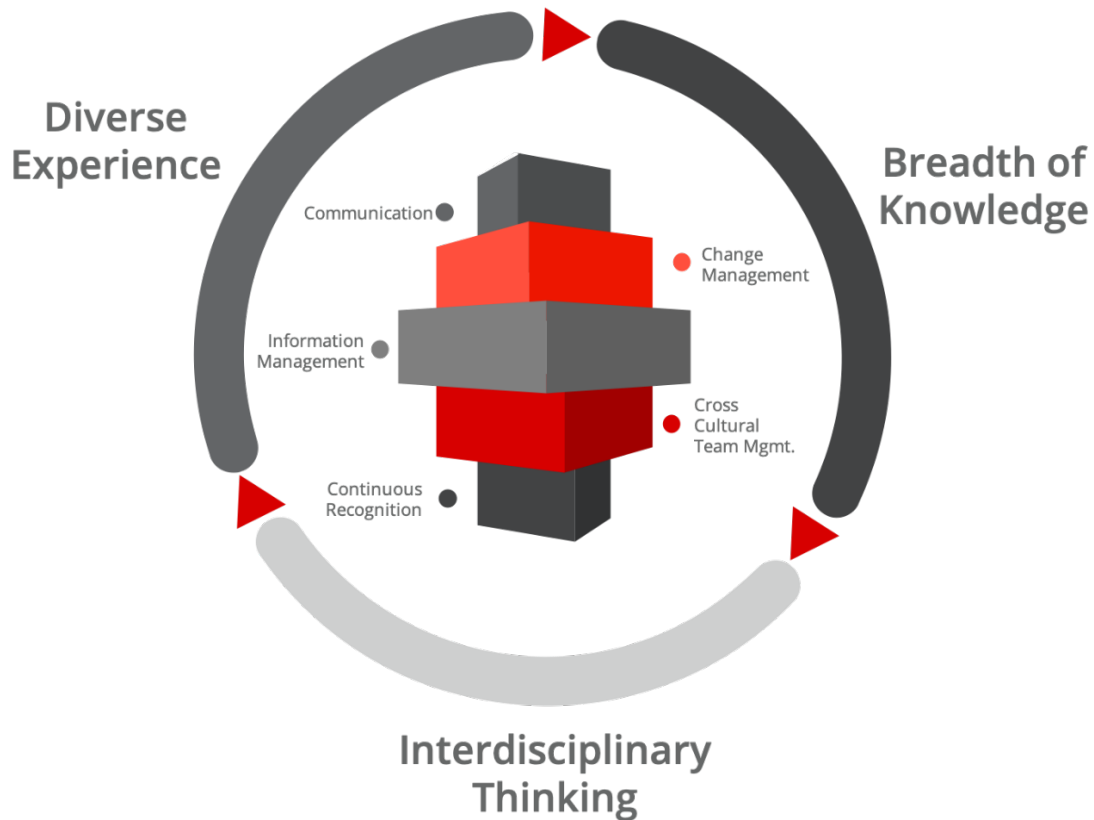 Diverse
Experience
Breadth of
Knowledge
Communication
Change
Management
Information
Management
Cross
Cultural
Team Mgmt.
Continuous
Recognition
Interdisciplinary
Thinking